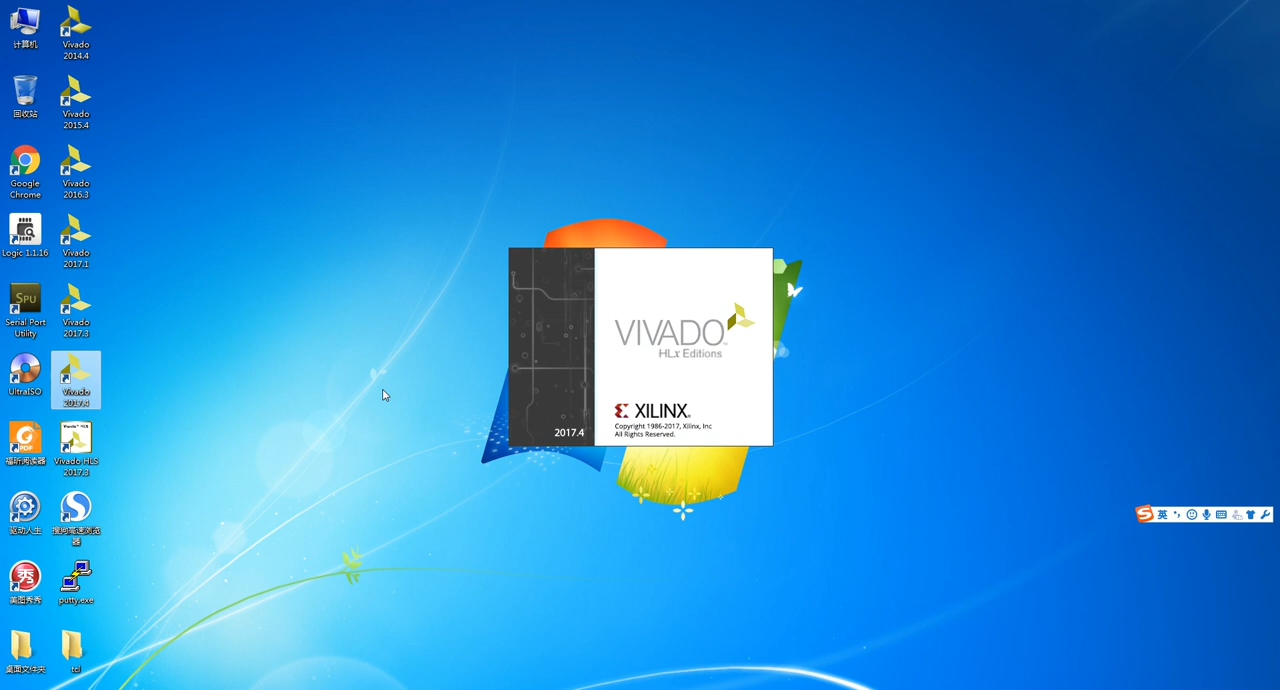 计算机
Vivado
2014.4
回收站
Vivado
2015.4
Google
Chrome
Vivado
2016.3
Logic 1.1.16
Vivado
2017.1
SPU
Serial Port
Utility
Vivado
2017.3
UltraISO
Vivado
2017.4
PDF
福昕阅读器
Vivado HLS
2017.3
驱动人生
搜狗高速浏览
器
秀
美图秀秀
putty.exe
桌面文件夹
tcl
VIVADO
HLx Editions
XILINX
Copyright 1986-2017, Xilinx, Inc
All Rights Reserved.
2017.4
英